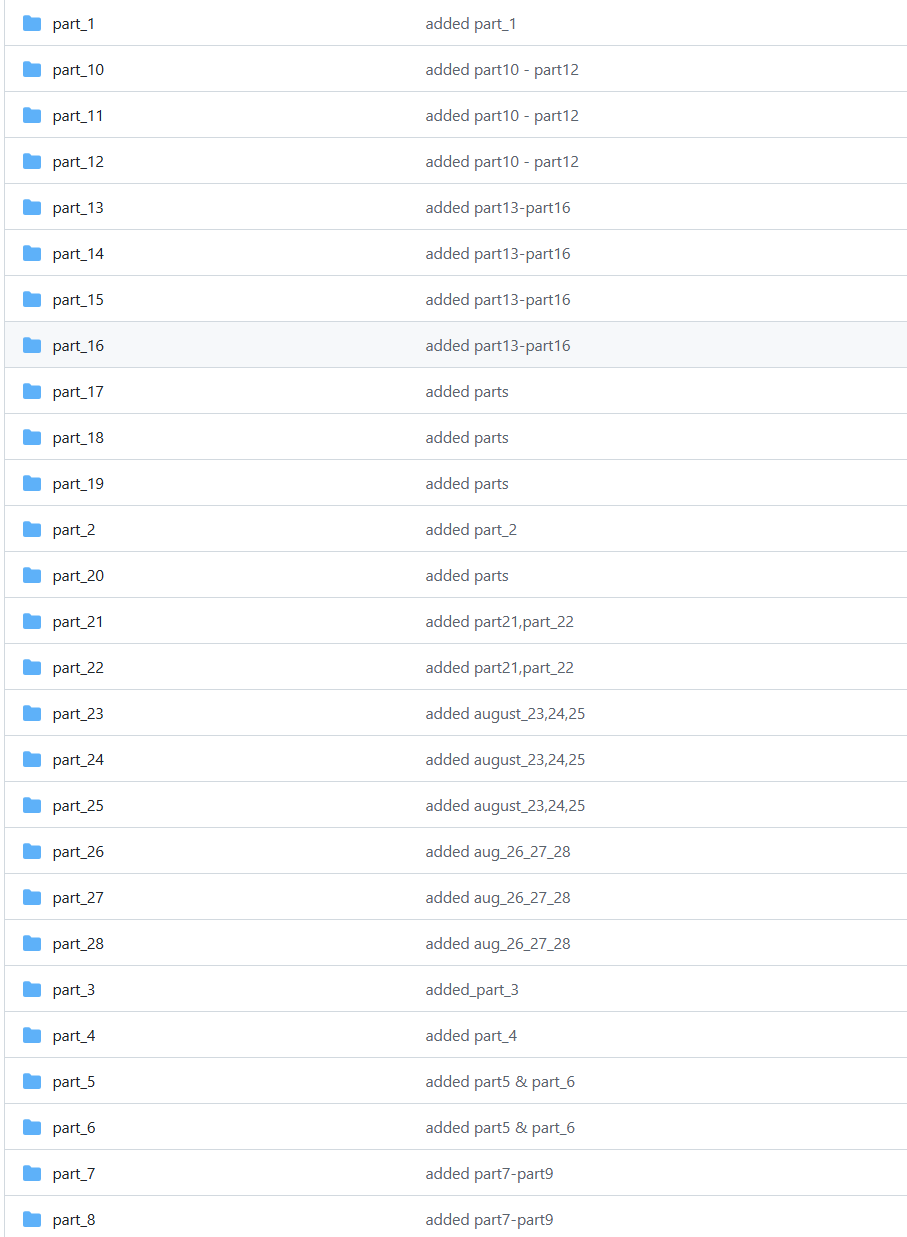 part_1 added part_1
part_10 added part10 - part12
part_11 added part10 - part12
part_12 added part10 - part12
part_13 added part13-part16
part_14 added part13-part16
part_15 added part13-part16
part_16 added part13-part16
part_17 added parts
part_18 added parts
part_19 added parts
part_2 added part_2
part_20 added parts
part_21 added part21,part_22
part_22 added part21,part_22
part_23 added august_23,24,25
part_24 added august_23,24,25
part_25 added august_23,24,25
part_26 added aug_26_27_28
part_27 added aug_26_27_28
part_28 added aug_26_27_28
part_3 added_part_3
part_4 added part_4
part_5 added part5 & part_6
part_6 added part5 & part_6
part_7 added part7-part9
part_8 added part7-part9